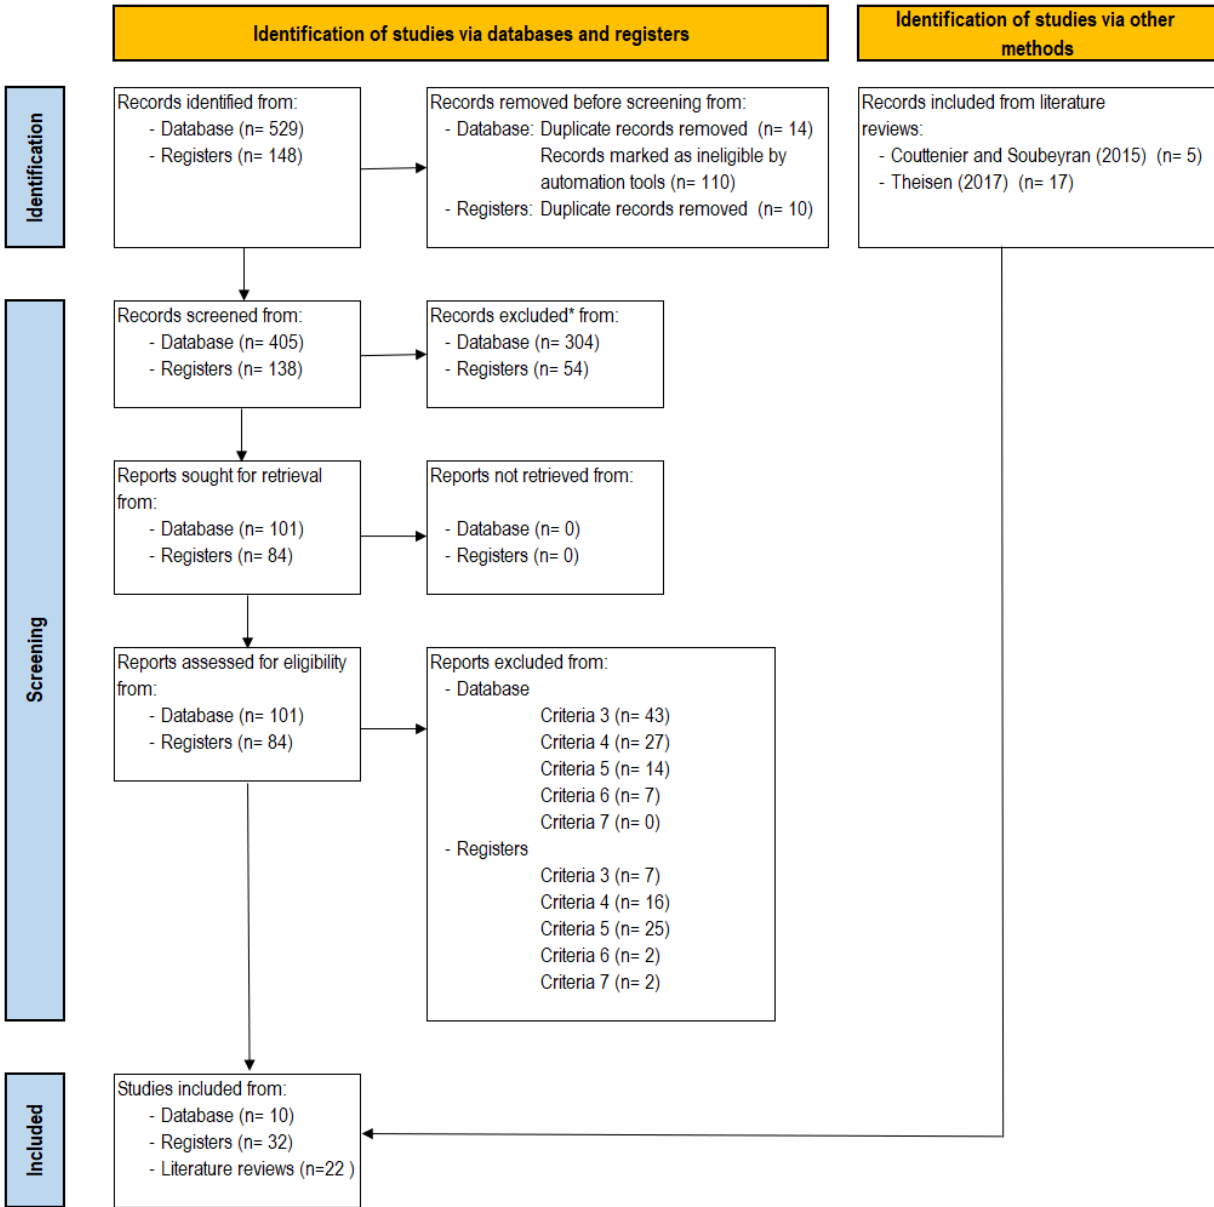 Identification of studies via databases and registers
Identification of studies via other
methods
Identification
Records identified from:
- Database (n= 529)
- Registers (n= 148)
Records removed before screening from:
- Database: Duplicate records removed (n= 14)
Records marked as ineligible by
automation tools (n= 110)
- Registers: Duplicate records removed (n= 10)
Records included from literature
reviews:
- Couttenier and Soubeyran (2015) (n= 5)
- Theisen (2017) (n= 17)
Screening
Records screened from:
- Database (n= 405)
- Registers (n= 138)
Records excluded* from:
- Database (n= 304)
- Registers (n= 54)
Reports sought for retrieval
from:
- Database (n= 101)
- Registers (n= 84)
Reports not retrieved from:
- Database (n= 0)
- Registers (n= 0)
Reports assessed for eligibility
from:
- Database (n= 101)
- Registers (n= 84)
Reports excluded from:
- Database
Criteria 3 (n= 43)
Criteria 4 (n= 27)
Criteria 5 (n= 14)
Criteria 6 (n= 7)
Criteria 7 (n= 0)
- Registers
Criteria 3 (n= 7)
Criteria 4 (n= 16)
Criteria 5 (n= 25)
Criteria 6 (n= 2)
Criteria 7 (n= 2)
Included
Studies included from:
- Database (n= 10)
- Registers (n= 32)
- Literature reviews (n=22 )